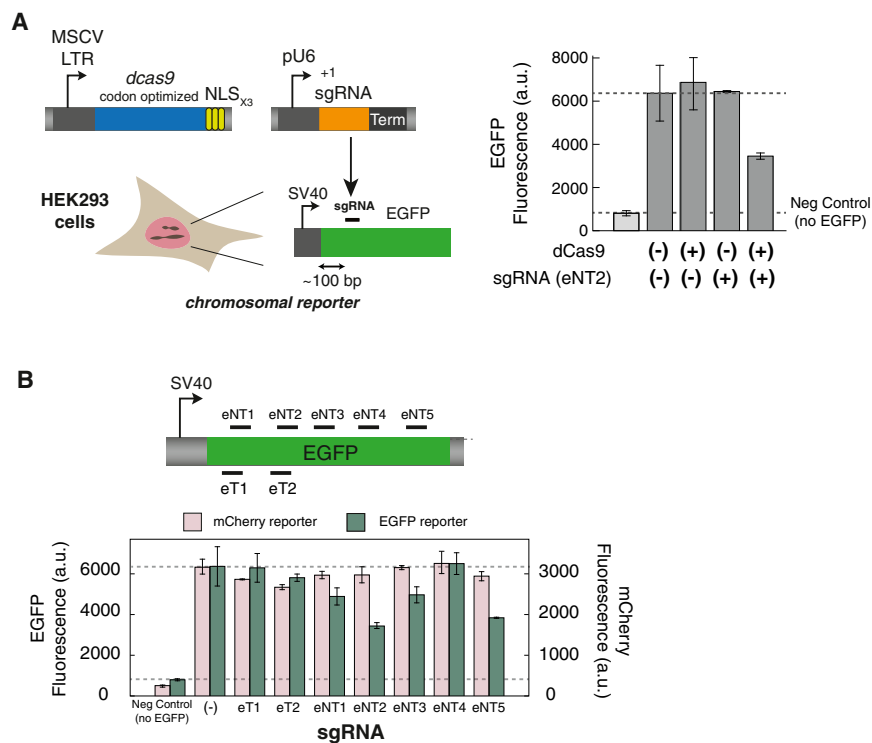 A
MSCV
LTR
dcas9
codon optimized
NLSX3
pU6
+1
sgRNA
Term
HEK293
cells
SV40
sgRNA
EGFP
~100 bp
chromosomal reporter
EGFP
Fluorescence (a.u.)
8000
6000
4000
2000
0
Neg Control
(no EGFP)
dCas9 (-) (+) (-) (+)
sgRNA (eNT2) (-) (-) (+) (+)
B
SV40
eNT1 eNT2 eNT3 eNT4 eNT5
EGFP
eT1 eT2
mCherry reporter EGFP reporter
EGFP
Fluorescence (a.u.)
6000
4000
2000
0
3000
2000
1000
0
mCherry
Fluorescence (a.u.)
Neg Control
(no EGFP)
(-) eT1 eT2 eNT1 eNT2 eNT3 eNT4 eNT5
sgRNA